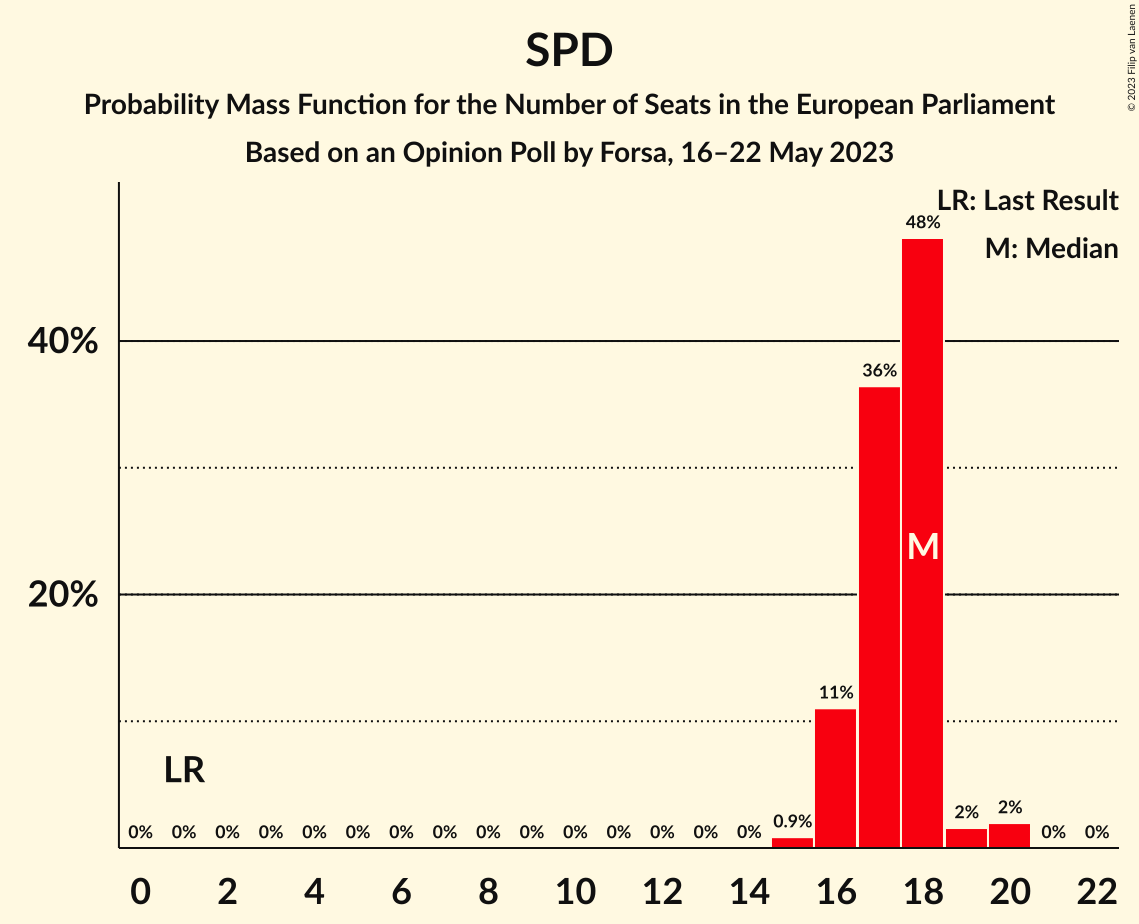 SPD
Probability Mass Function for the Number of Seats in the European Parliament
Based on an Opinion Poll by Forsa, 16–22 May 2023
© 2023 Filip van Laenen
LR: Last Result
M: Median
48%
40%
36%
M
20%
11%
LR
0% 0% 0% 0% 0% 0% 0% 0% 0% 0% 0% 0% 0% 0% 0% 0.9% 2% 2% 0% 0%
0 2 4 6 8 10 12 14 16 18 20 22